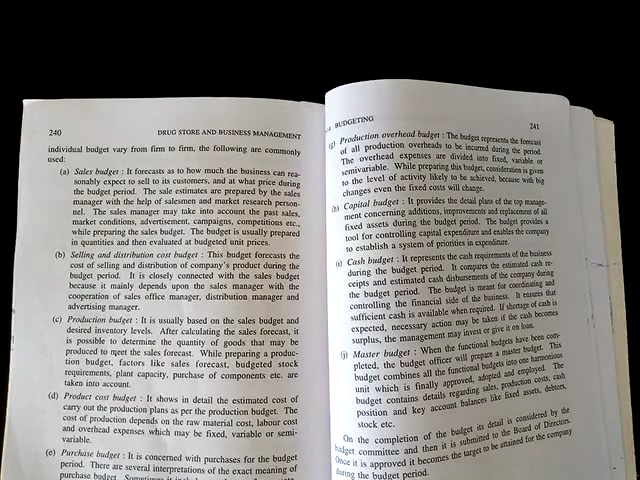 240 DRUG STORE AND BUSINESS MANAGEMENT
individual budget vary from firm to firm, the following are commonly
used:
(a) Sales budget : It forecasts as to how much the business can rea-
sonably expect to sell to its customers, and at what price during
the budget period. The sale estimates are prepared by the sales
manager with the help of salesmen and market research person-
nel. The sales manager may take into account the past sales,
market conditions, advertisement, campaigns, competitions etc.,
while preparing the sales budget. The budget is usually prepared
in quantities and then evaluated at budgeted unit prices.
(b) Selling and distribution cost budget : This budget forecasts the
cost of selling and distribution of company's product during the
budget period. It is closely connected with the sales budget
because it mainly depends upon the sales manager with the
cooperation of sales office manager, distribution manager and
advertising manager.
(c) Production budget : It is usually based on the sales budget and
desired inventory levels. After calculating the sales forecast, it
is possible to determine the quantity of goods that may be
produced to meet the sales forecast. While preparing a produc-
tion budget, factors like sales forecast, budgeted stock
requirements, plant capacity, purchase of components etc. are
taken into account.
(d) Product cost budget : It shows in detail the estimated cost of
carry out the production plans as per the production budget. The
cost of production depends on the raw material cost, labour cost
and overhead expenses which may be fixed, variable or semi-
variable.
(e) Purchase budget : It is concerned with purchases for the budget
period. There are several interpretations of the exact meaning of
purchase budget. Sometimes it
BUDGETING 241
(g) Production overhead budget : The budget represents the forecast
of all production overheads to be incurred during the period.
The overhead expenses are divided into fixed, variable or
semivariable. While preparing this budget, consideration is given
to the level of activity likely to be achieved, because with big
changes even the fixed costs will change.
(h) Capital budget : It provides the detail plans of the top manage-
ment concerning additions, improvements and replacement of all
fixed assets during the budget period. The budget provides a
tool for controlling capital expenditure and enables the company
to establish a system of priorities in expenditure.
(i) Cash budget : It represents the cash requirements of the business
during the budget period. It compares the estimated cash re-
ceipts and estimated cash disbursements of the company during
the budget period. The budget is meant for coordinating and
controlling the financial side of the business. It ensures that
sufficient cash is available when required. If shortage of cash is
expected, necessary action may be taken if the cash becomes
surplus, the management may invest or give it on loan.
(j) Master budget : When the functional budgets have been com-
pleted, the budget officer will prepare a master budget. This
budget combines all the functional budgets into one harmonious
unit which is finally approved, adopted and employed. The
budget contains details regarding sales, production costs, cash
position and key account balances like fixed assets, debtors,
stock etc.
On the completion of the budget its detail is considered by the
budget committee and then it is submitted to the Board of Directors.
Once it is approved it becomes the target to be attained for the company
during the budget period.